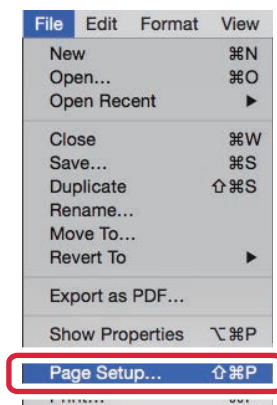 File Edit Format View
New ⌘N
Open... ⌘O
Open Recent ▶
Close ⌘W
Save... ⌘S
Duplicate ⇧⌘S
Rename...
Move To...
Revert To ▶
Export as PDF...
Show Properties ⌥⌘P
Page Setup... ⇧⌘P